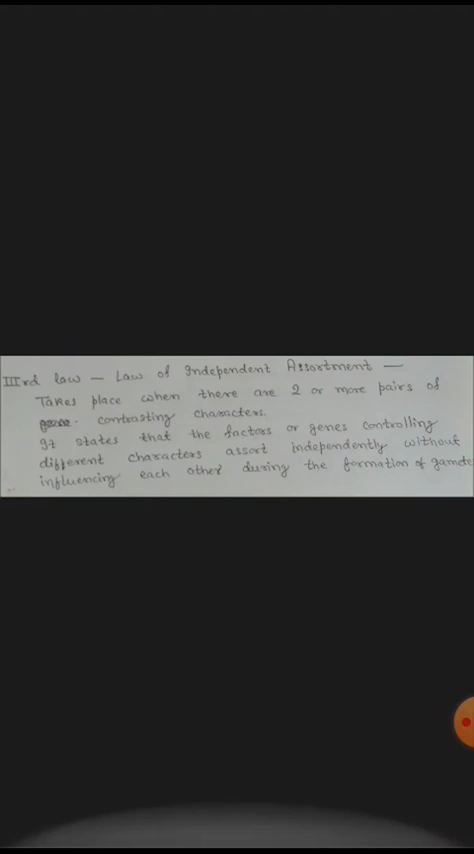 IIIrd law — Law of Independent Assortment —
Takes place when there are 2 or more pairs of
contrasting characters.
It states that the factors or genes controlling
different characters assort independently without
influencing each other during the formation of gamete